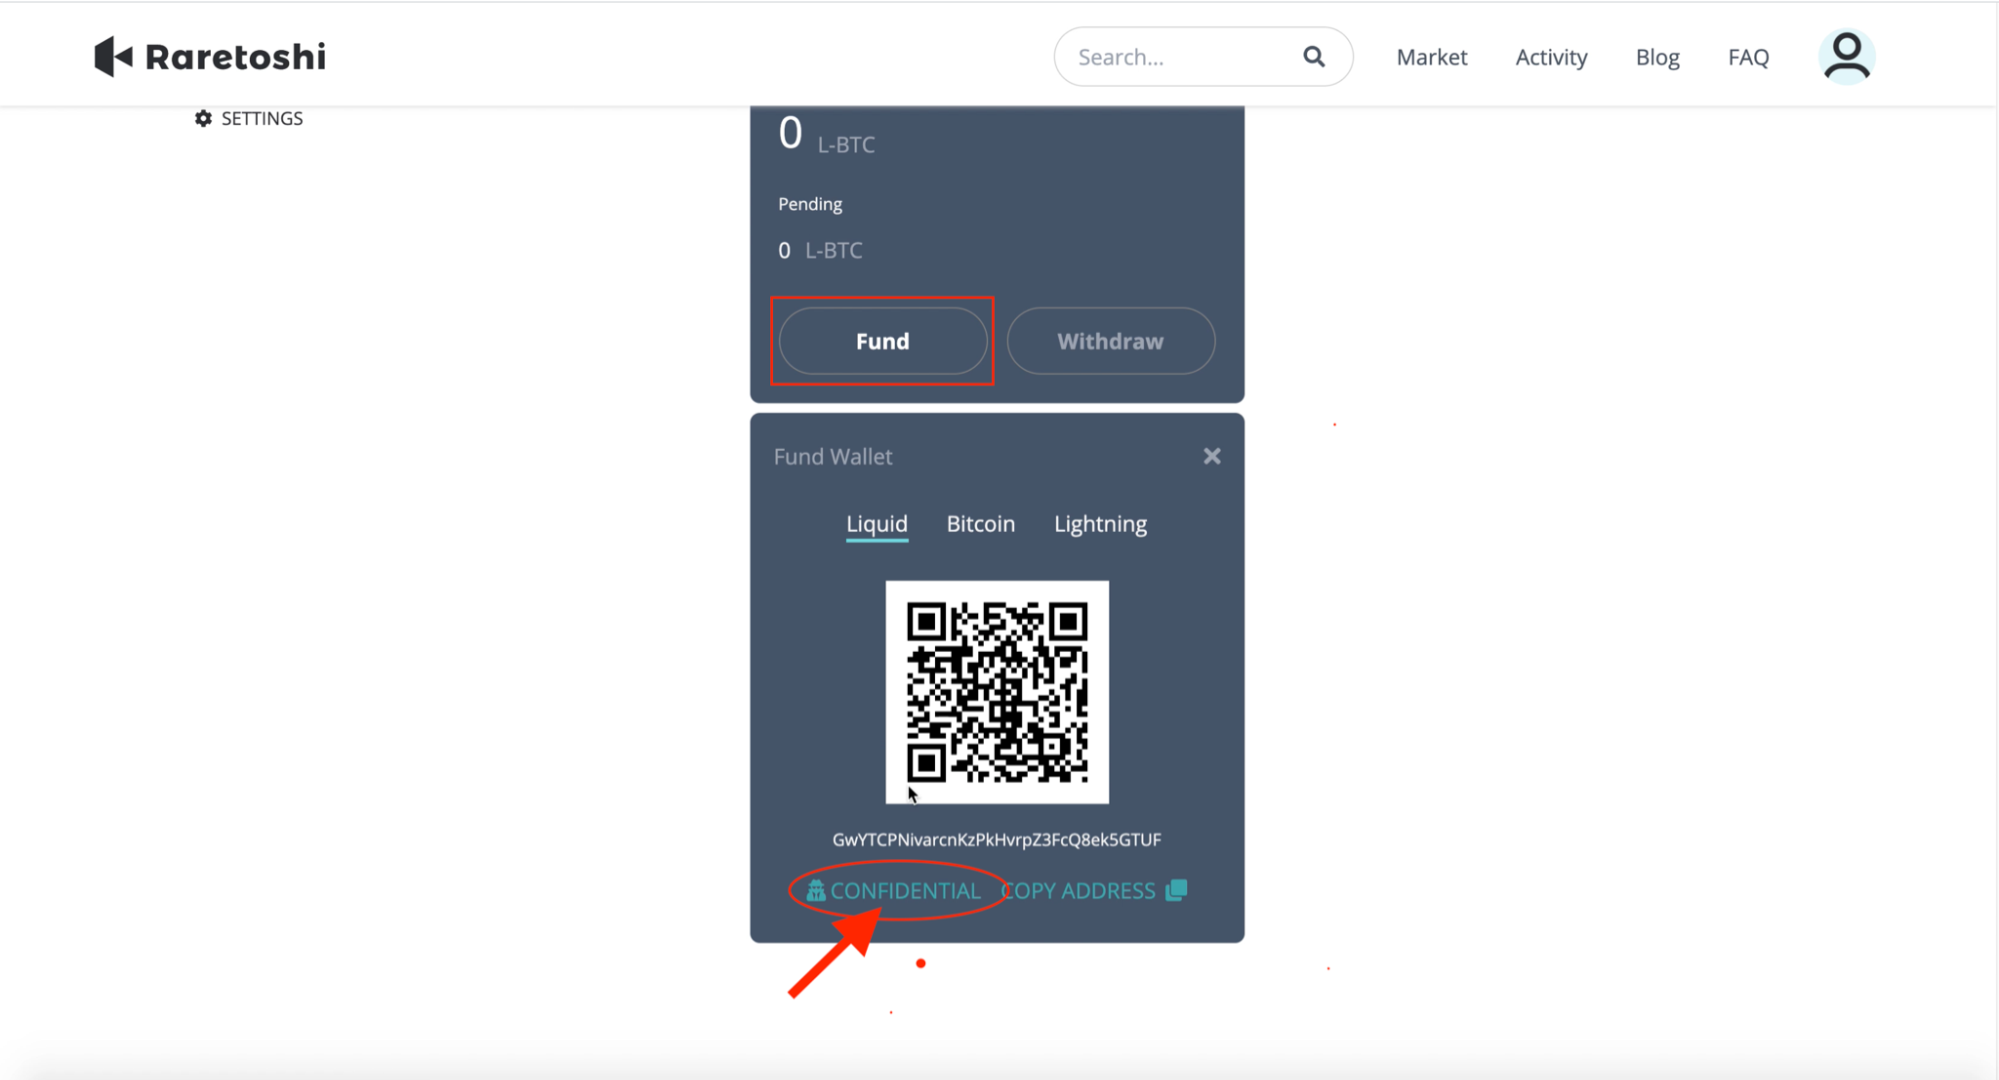 Raretoshi
Search...
Market
Activity
Blog
FAQ
SETTINGS
0 L-BTC
Pending
0 L-BTC
Fund
Withdraw
Fund Wallet
Liquid
Bitcoin
Lightning
GwYTCPNivarcnKzPkHvrpZ3FcQ8ek5GTUF
CONFIDENTIAL
COPY ADDRESS